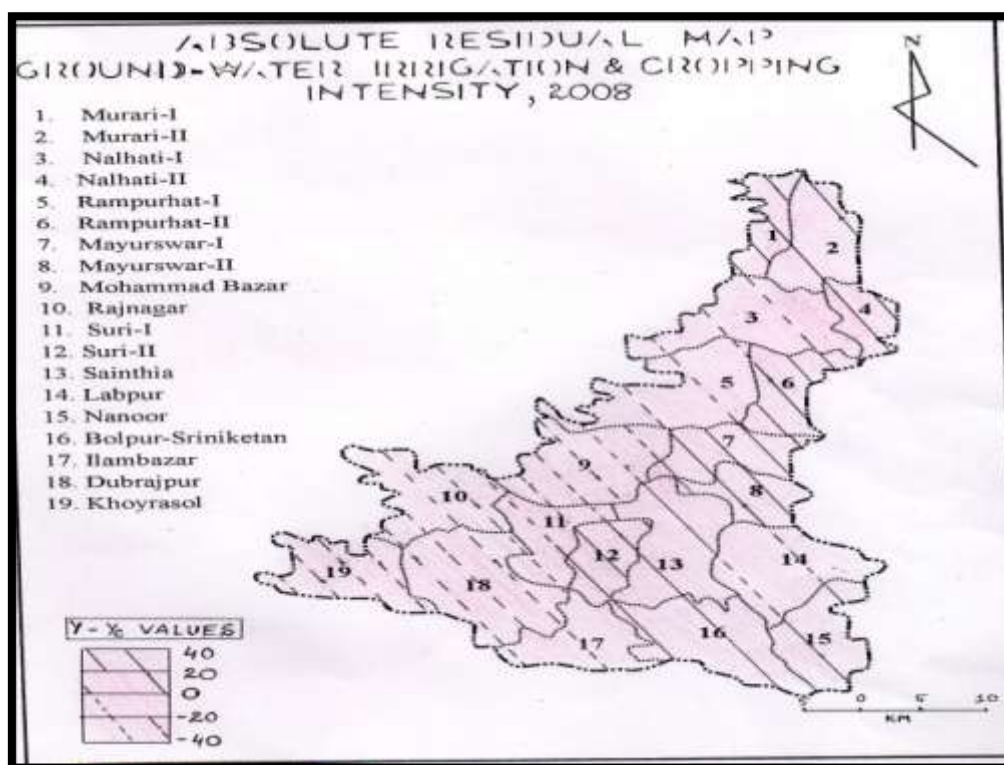 ABSOLUTE RESIDUAL MAP
GROUND-WATER IRRIGATION & CROPPING
INTENSITY, 2008
N
1. Murari-I
2. Murari-II
3. Nalhati-I
4. Nalhati-II
5. Rampurhat-I
6. Rampurhat-II
7. Mayurswar-I
8. Mayurswar-II
9. Mohammad Bazar
10. Rajnagar
11. Suri-I
12. Suri-II
13. Sainthia
14. Labpur
15. Nanoor
16. Bolpur-Sriniketan
17. Ilambazar
18. Dubrajpur
19. Khoyrasol
1
2
3
4
5
6
7
8
9
10
11
12
13
14
15
16
17
18
19
Y-Yc VALUES
40
20
0
-20
-40
5 0 5 10
KM